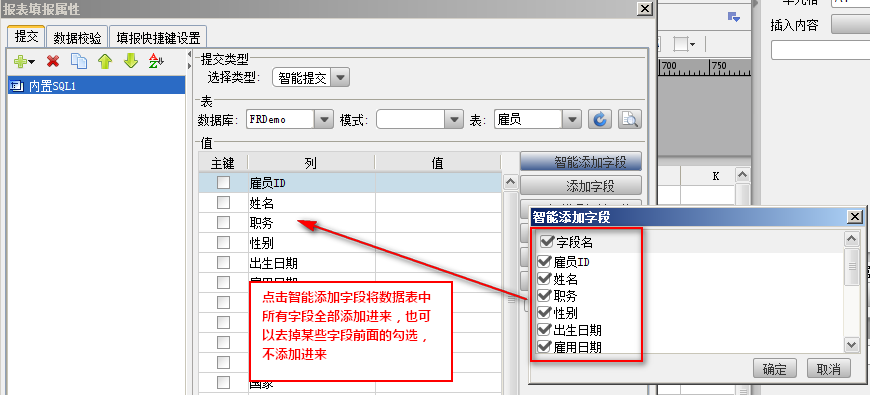 报表填报属性
单元格
插入内容
提交 数据校验 填报快捷键设置
内置SQL1
提交类型
选择类型: 智能提交
表
数据库: FRDemo 模式: 表: 雇员
值
主键 列 值
智能添加字段
添加字段
雇员ID
姓名
职务
性别
出生日期
国家
700 750
K
智能添加字段
字段名
雇员ID
姓名
职务
性别
出生日期
雇用日期
确定 取消
点击智能添加字段将数据表中
所有字段全部添加进来，也可
以去掉某些字段前面的勾选，
不添加进来